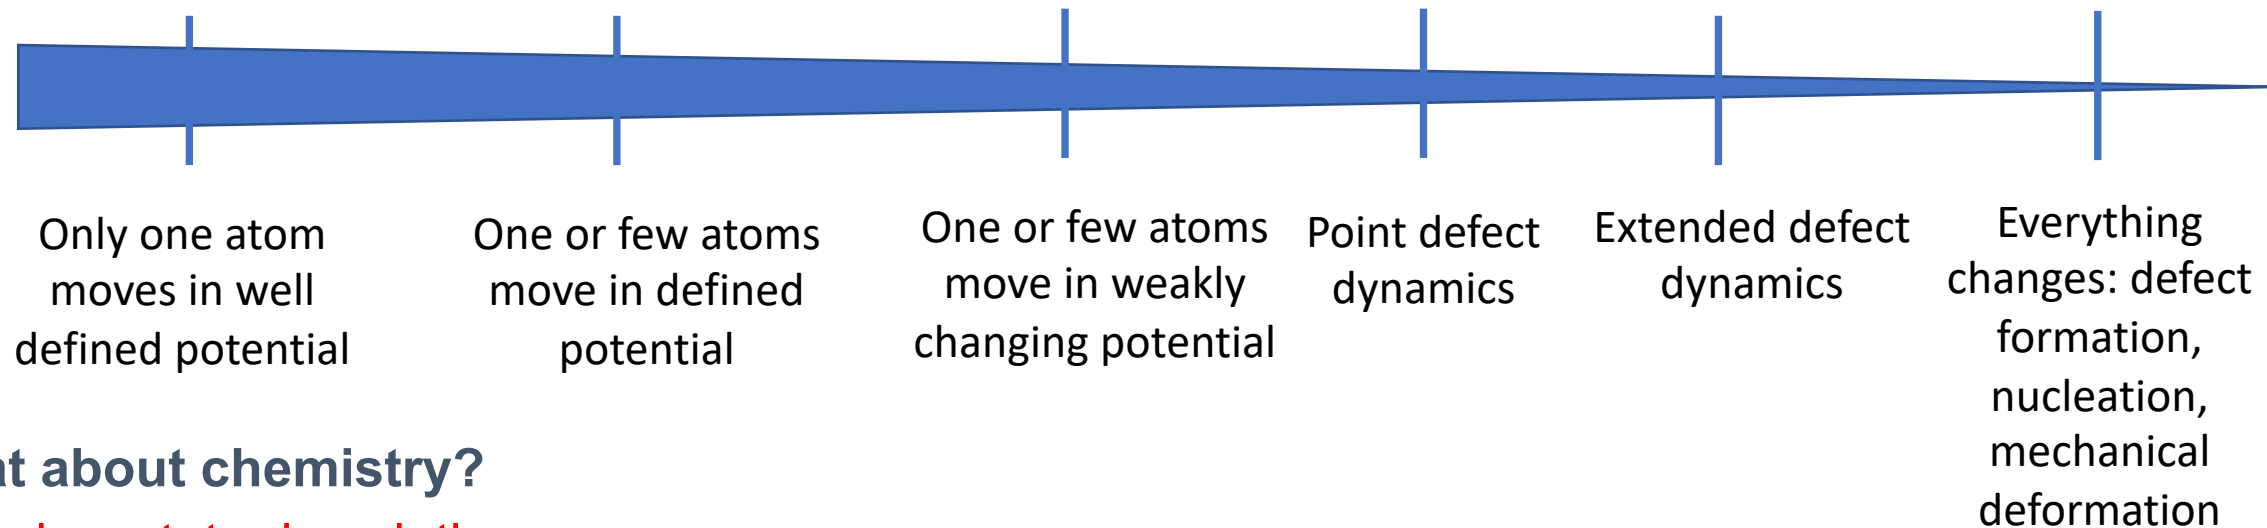 Only one atom
moves in well
defined potential
One or few atoms
move in defined
potential
One or few atoms
move in weakly
changing potential
Point defect
dynamics
Extended defect
dynamics
Everything
changes: defect
formation,
nucleation,
mechanical
deformation
at about chemistry?